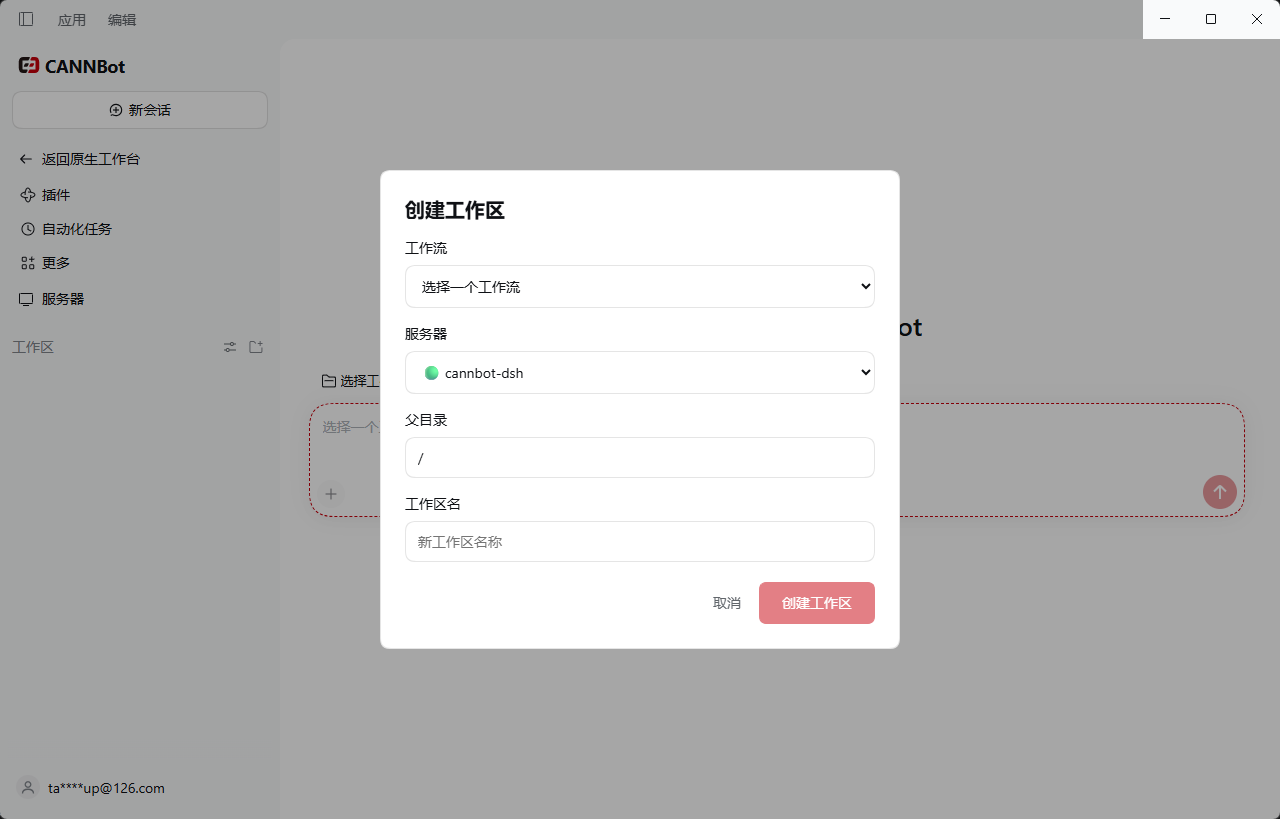 应用 编辑
CANNBot
新会话
返回原生工作台
插件
自动化任务
更多
服务器
工作区
ta****up@126.com
ot
选择工
选择一个
创建工作区
工作流
选择一个工作流
服务器
cannbot-dsh
父目录
/
工作区名
新工作区名称
取消 创建工作区